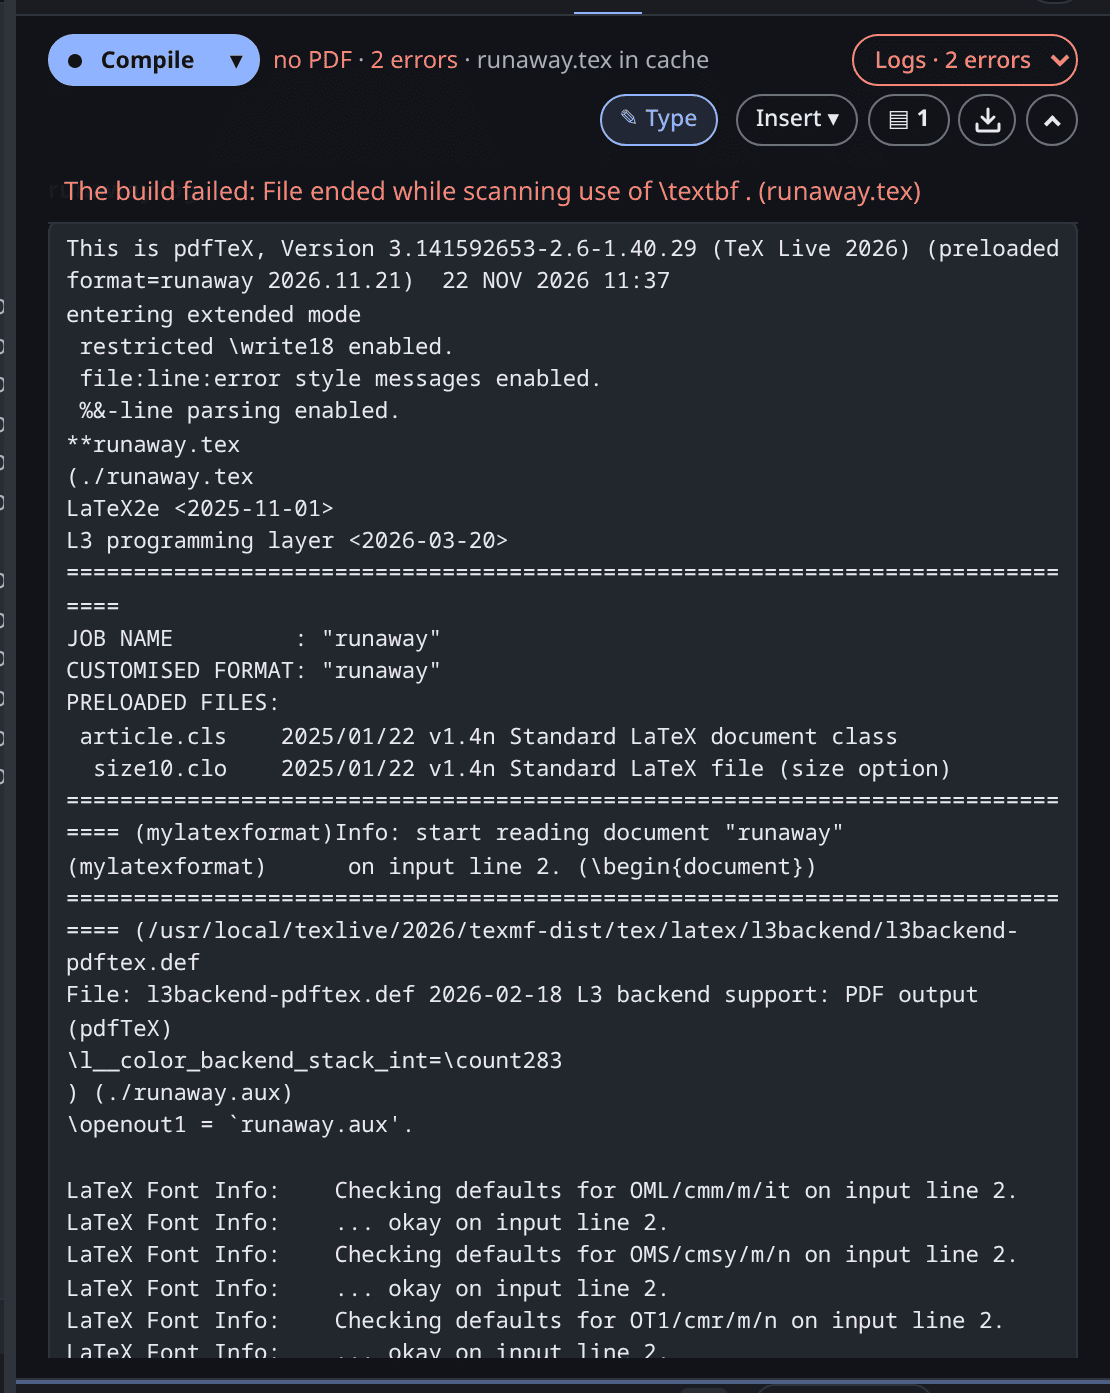 Compile ▾ no PDF · 2 errors · runaway.tex in cache Logs · 2 errors
✎ Type Insert ▾ ▤ 1
The build failed: File ended while scanning use of \textbf . (runaway.tex)
This is pdfTeX, Version 3.141592653-2.6-1.40.29 (TeX Live 2026) (preloaded
format=runaway 2026.11.21)  22 NOV 2026 11:37
entering extended mode
 restricted \write18 enabled.
 file:line:error style messages enabled.
 %&-line parsing enabled.
**runaway.tex
(./runaway.tex
LaTeX2e <2025-11-01>
L3 programming layer <2026-03-20>
==========================================================================
====
JOB NAME         : "runaway"
CUSTOMISED FORMAT: "runaway"
PRELOADED FILES:
 article.cls    2025/01/22 v1.4n Standard LaTeX document class
  size10.clo    2025/01/22 v1.4n Standard LaTeX file (size option)
==========================================================================
==== (mylatexformat)Info: start reading document "runaway"
(mylatexformat)      on input line 2. (\begin{document})
==========================================================================
==== (/usr/local/texlive/2026/texmf-dist/tex/latex/l3backend/l3backend-
pdftex.def
File: l3backend-pdftex.def 2026-02-18 L3 backend support: PDF output
(pdfTeX)
\l__color_backend_stack_int=\count283
) (./runaway.aux)
\openout1 = `runaway.aux'.

LaTeX Font Info:    Checking defaults for OML/cmm/m/it on input line 2.
LaTeX Font Info:    ... okay on input line 2.
LaTeX Font Info:    Checking defaults for OMS/cmsy/m/n on input line 2.
LaTeX Font Info:    ... okay on input line 2.
LaTeX Font Info:    Checking defaults for OT1/cmr/m/n on input line 2.
LaTeX Font Info:    ... okay on input line 2.